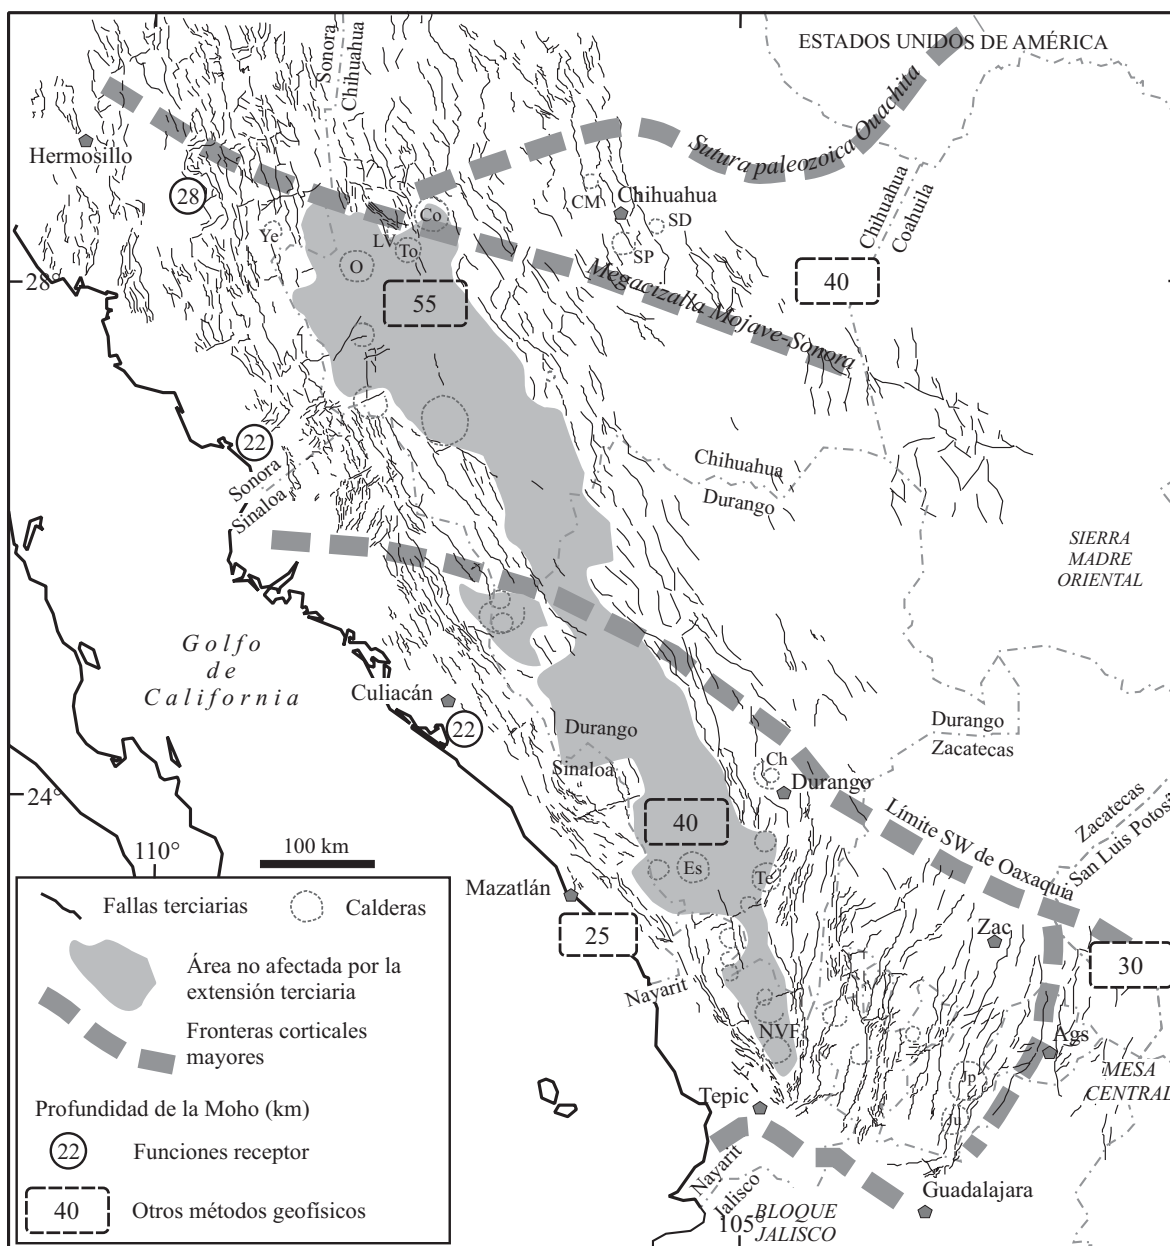 ESTADOS UNIDOS DE AMÉRICA
Sonora
Chihuahua
Sutura paleozoica Ouachita
Hermosillo
28
CM
Chihuahua
SD
SP
Chihuahua
Coahuila
Co
Ye
LV
To
O
28°
55
40
Megacizalla Mojave-Sonora
22
Sonora
Sinaloa
Chihuahua
Durango
SIERRA
MADRE
ORIENTAL
Golfo
de
California
Culiacán
22
Durango
Sinaloa
Durango
Zacatecas
Ch
Durango
24°
110°
100 km
40
Es
Te
Límite SW de Oaxaquia
Zacatecas
San Luis Potosí
Mazatlán
25
Zac
30
Nayarit
NVF
Ags
MESA
CENTRAL
Jp
Ju
Tepic
Nayarit
Jalisco
Guadalajara
BLOQUE
JALISCO
105°
Fallas terciarias
Calderas
Área no afectada por la
extensión terciaria
Fronteras corticales
mayores
Profundidad de la Moho (km)
22
Funciones receptor
40
Otros métodos geofísicos